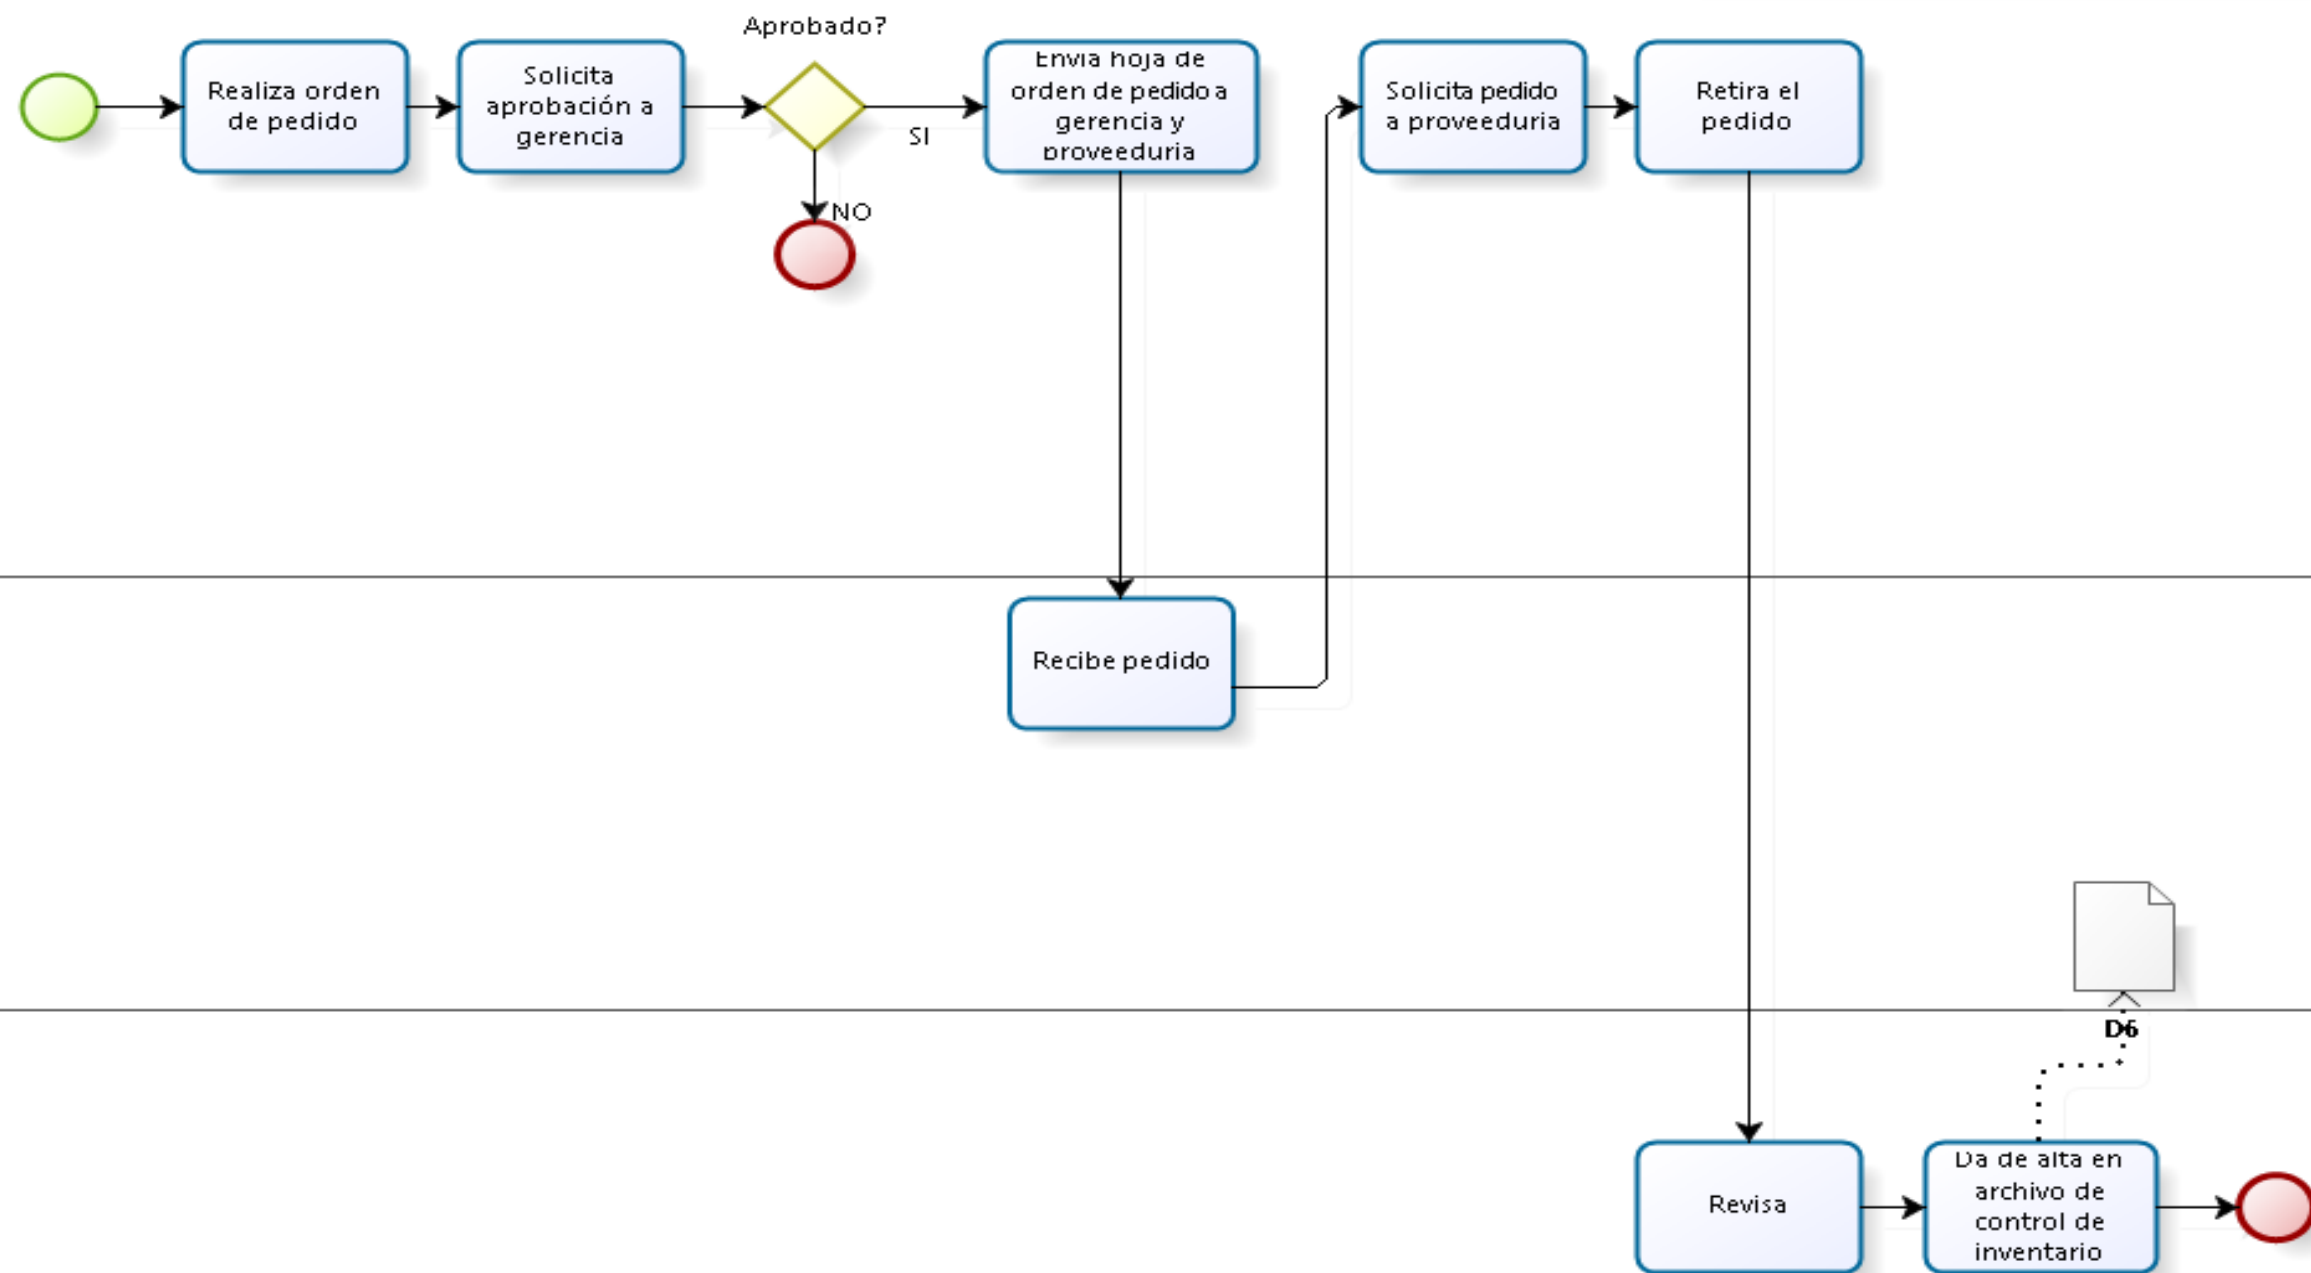 Aprobado?
Realiza orden
de pedido
Solicita
aprobación a
gerencia
SI
NO
Envia hoja de
orden de pedido a
gerencia y
proveeduria
Solicita pedido
a proveeduria
Retira el
pedido
Recibe pedido
D6
Revisa
Da de alta en
archivo de
control de
inventario